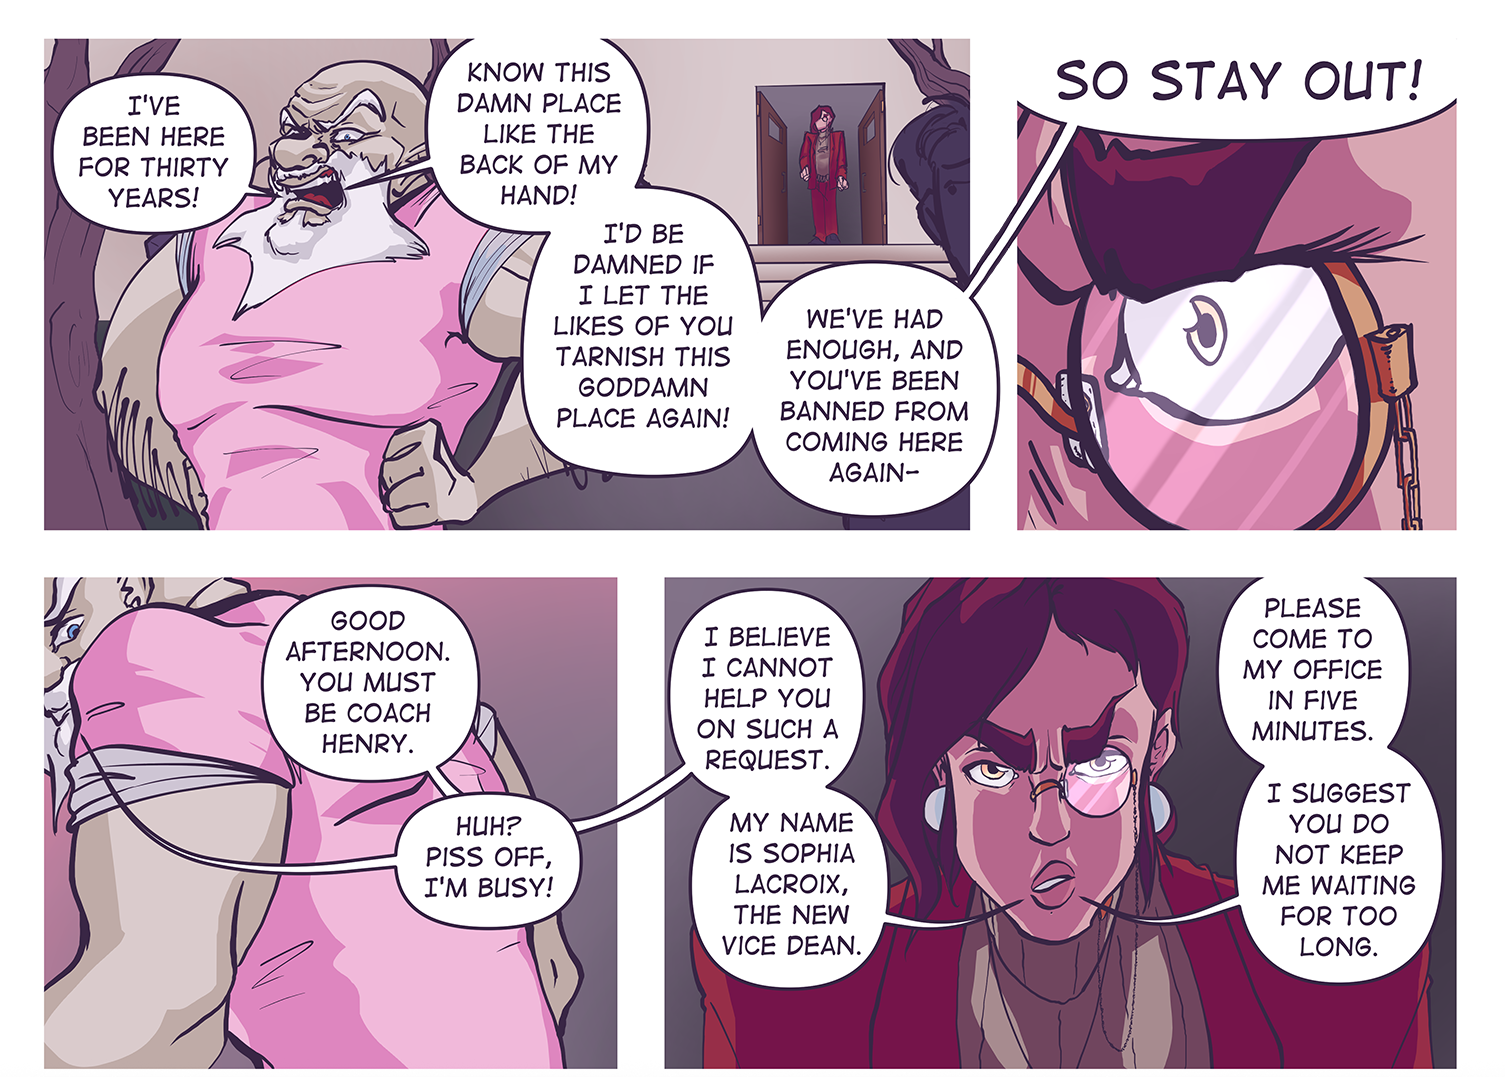 I'VE
BEEN HERE
FOR THIRTY
YEARS!
KNOW THIS
DAMN PLACE
LIKE THE
BACK OF MY
HAND!
I'D BE
DAMNED IF
I LET THE
LIKES OF YOU
TARNISH THIS
GODDAMN
PLACE AGAIN!
WE'VE HAD
ENOUGH, AND
YOU'VE BEEN
BANNED FROM
COMING HERE
AGAIN-
SO STAY OUT!
GOOD
AFTERNOON.
YOU MUST
BE COACH
HENRY.
HUH?
PISS OFF,
I'M BUSY!
I BELIEVE
I CANNOT
HELP YOU
ON SUCH A
REQUEST.
MY NAME
IS SOPHIA
LACROIX,
THE NEW
VICE DEAN.
PLEASE
COME TO
MY OFFICE
IN FIVE
MINUTES.
I SUGGEST
YOU DO
NOT KEEP
ME WAITING
FOR TOO
LONG.